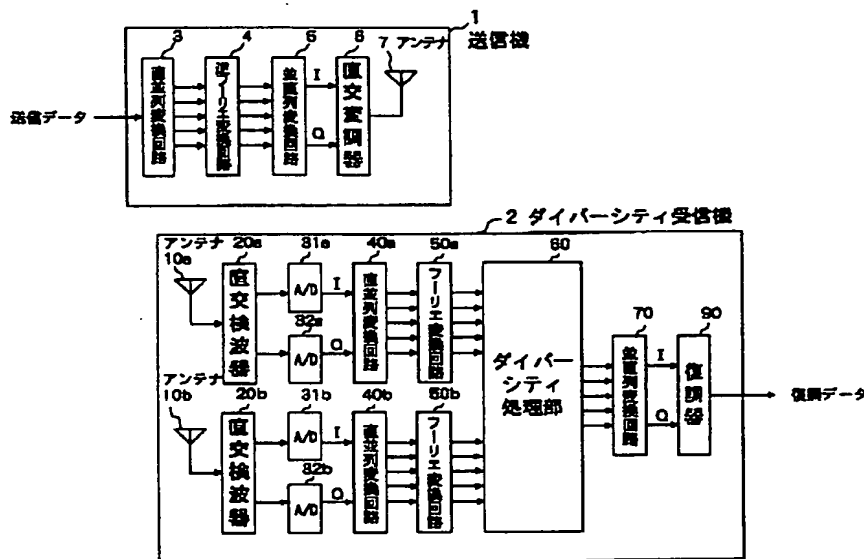 1
送信機
3
4
5
6
7 アンテナ
送信データ
直並列変換回路
逆フーリエ変換回路
並直列変換回路
I
Q
直交変調器
2 ダイバーシティ受信機
アンテナ
10a
20a
直交検波器
31a
A/D
I
32a
A/D
Q
40a
直並列変換回路
50a
フーリエ変換回路
60
ダイバー
シティ
処理部
70
並直列変換回路
I
Q
90
復調器
復調データ
アンテナ
10b
20b
直交検波器
31b
A/D
I
32b
A/D
Q
40b
直並列変換回路
50b
フーリエ変換回路